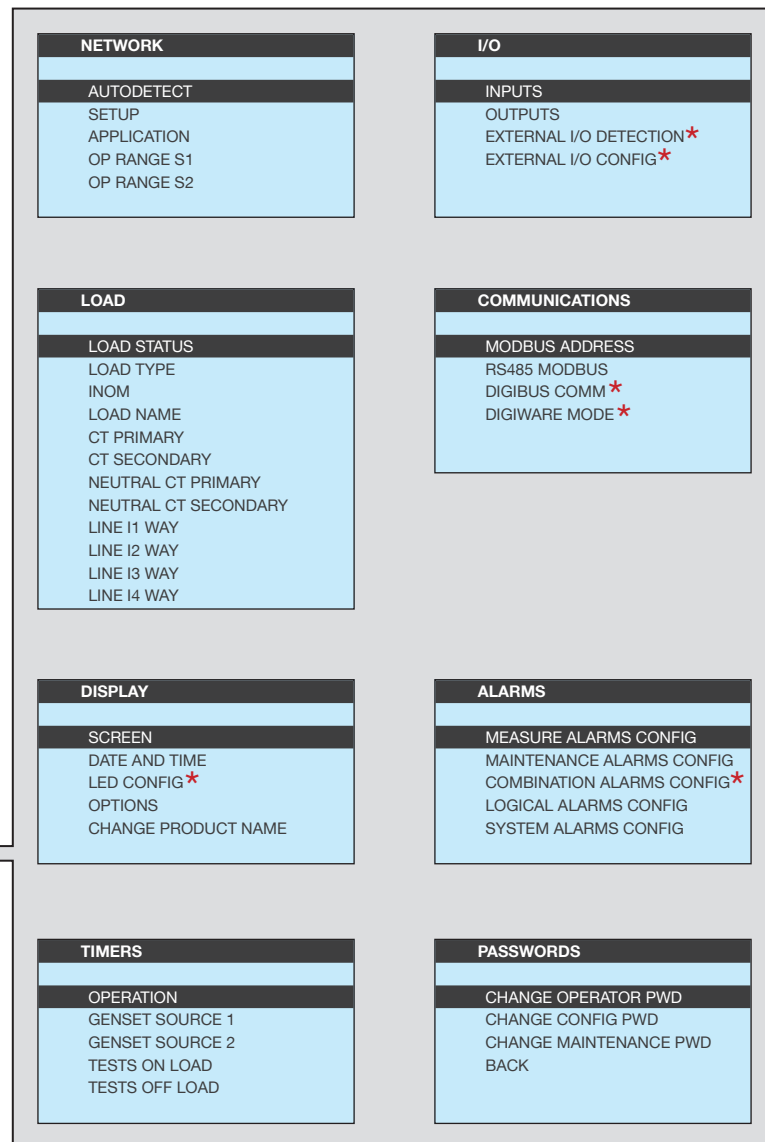 NETWORK
AUTODETECT
SETUP
APPLICATION
OP RANGE S1
OP RANGE S2
I/O
INPUTS
OUTPUTS
EXTERNAL I/O DETECTION*
EXTERNAL I/O CONFIG*
LOAD
LOAD STATUS
LOAD TYPE
INOM
LOAD NAME
CT PRIMARY
CT SECONDARY
NEUTRAL CT PRIMARY
NEUTRAL CT SECONDARY
LINE I1 WAY
LINE I2 WAY
LINE I3 WAY
LINE I4 WAY
COMMUNICATIONS
MODBUS ADDRESS
RS485 MODBUS
DIGIBUS COMM *
DIGIWARE MODE *
DISPLAY
SCREEN
DATE AND TIME
LED CONFIG*
OPTIONS
CHANGE PRODUCT NAME
ALARMS
MEASURE ALARMS CONFIG
MAINTENANCE ALARMS CONFIG
COMBINATION ALARMS CONFIG*
LOGICAL ALARMS CONFIG
SYSTEM ALARMS CONFIG
TIMERS
OPERATION
GENSET SOURCE 1
GENSET SOURCE 2
TESTS ON LOAD
TESTS OFF LOAD
PASSWORDS
CHANGE OPERATOR PWD
CHANGE CONFIG PWD
CHANGE MAINTENANCE PWD
BACK